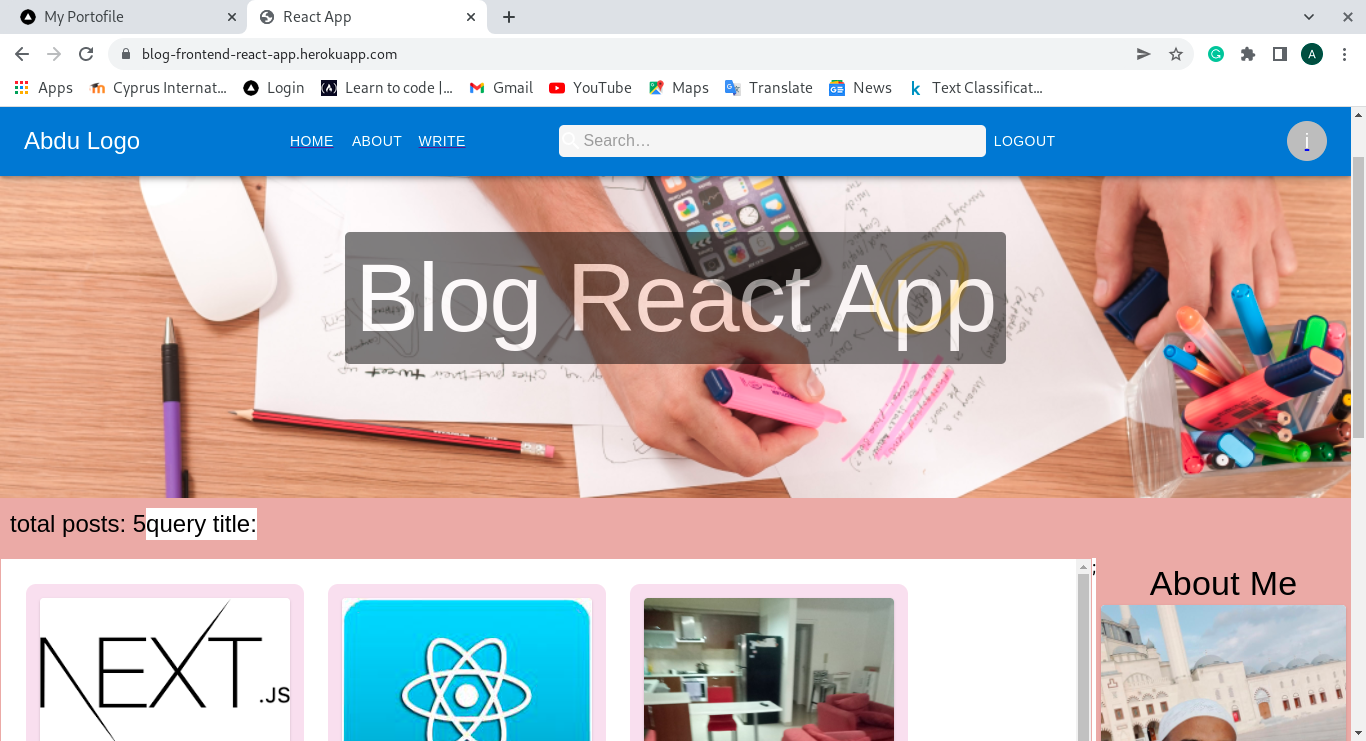 My Portofile
React App
blog-frontend-react-app.herokuapp.com
A
Apps
Cyprus Internat...
Login
Learn to code |...
Gmail
YouTube
Maps
Translate
News
k
Text Classificat...
Abdu Logo
HOME
ABOUT
WRITE
Search…
LOGOUT
i
Blog React App
total posts: 5query title:
;
About Me
NEXT
.JS